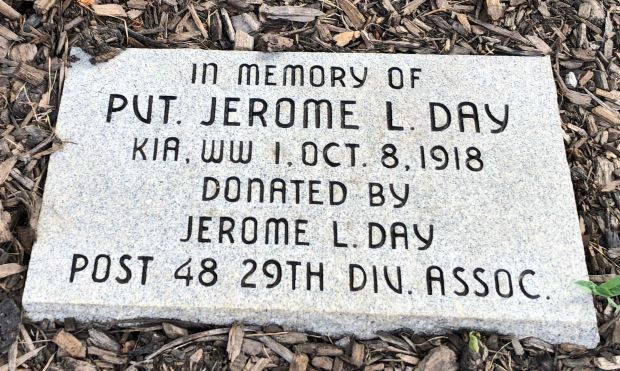 IN MEMORY OF
PVT. JEROME L. DAY
KIA, WW I, OCT. 8, 1918
DONATED BY
JEROME L. DAY
POST 48 29TH DIV. ASSOC.